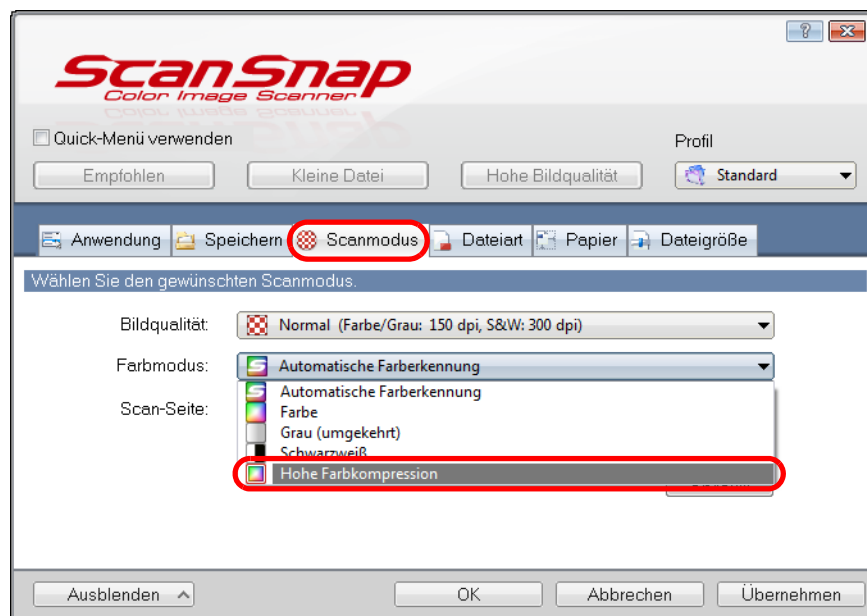 ScanSnap
Color Image Scanner
Quick-Menü verwenden
Profil
Empfohlen
Kleine Datei
Hohe Bildqualität
Standard
Anwendung
Speichern
Scanmodus
Dateiart
Papier
Dateigröße
Wählen Sie den gewünschten Scanmodus.
Bildqualität:
Normal (Farbe/Grau: 150 dpi, S&W: 300 dpi)
Farbmodus:
Automatische Farberkennung
Automatische Farberkennung
Scan-Seite:
Farbe
Grau (umgekehrt)
Schwarzweiß
Hohe Farbkompression
Ausblenden
OK
Abbrechen
Übernehmen